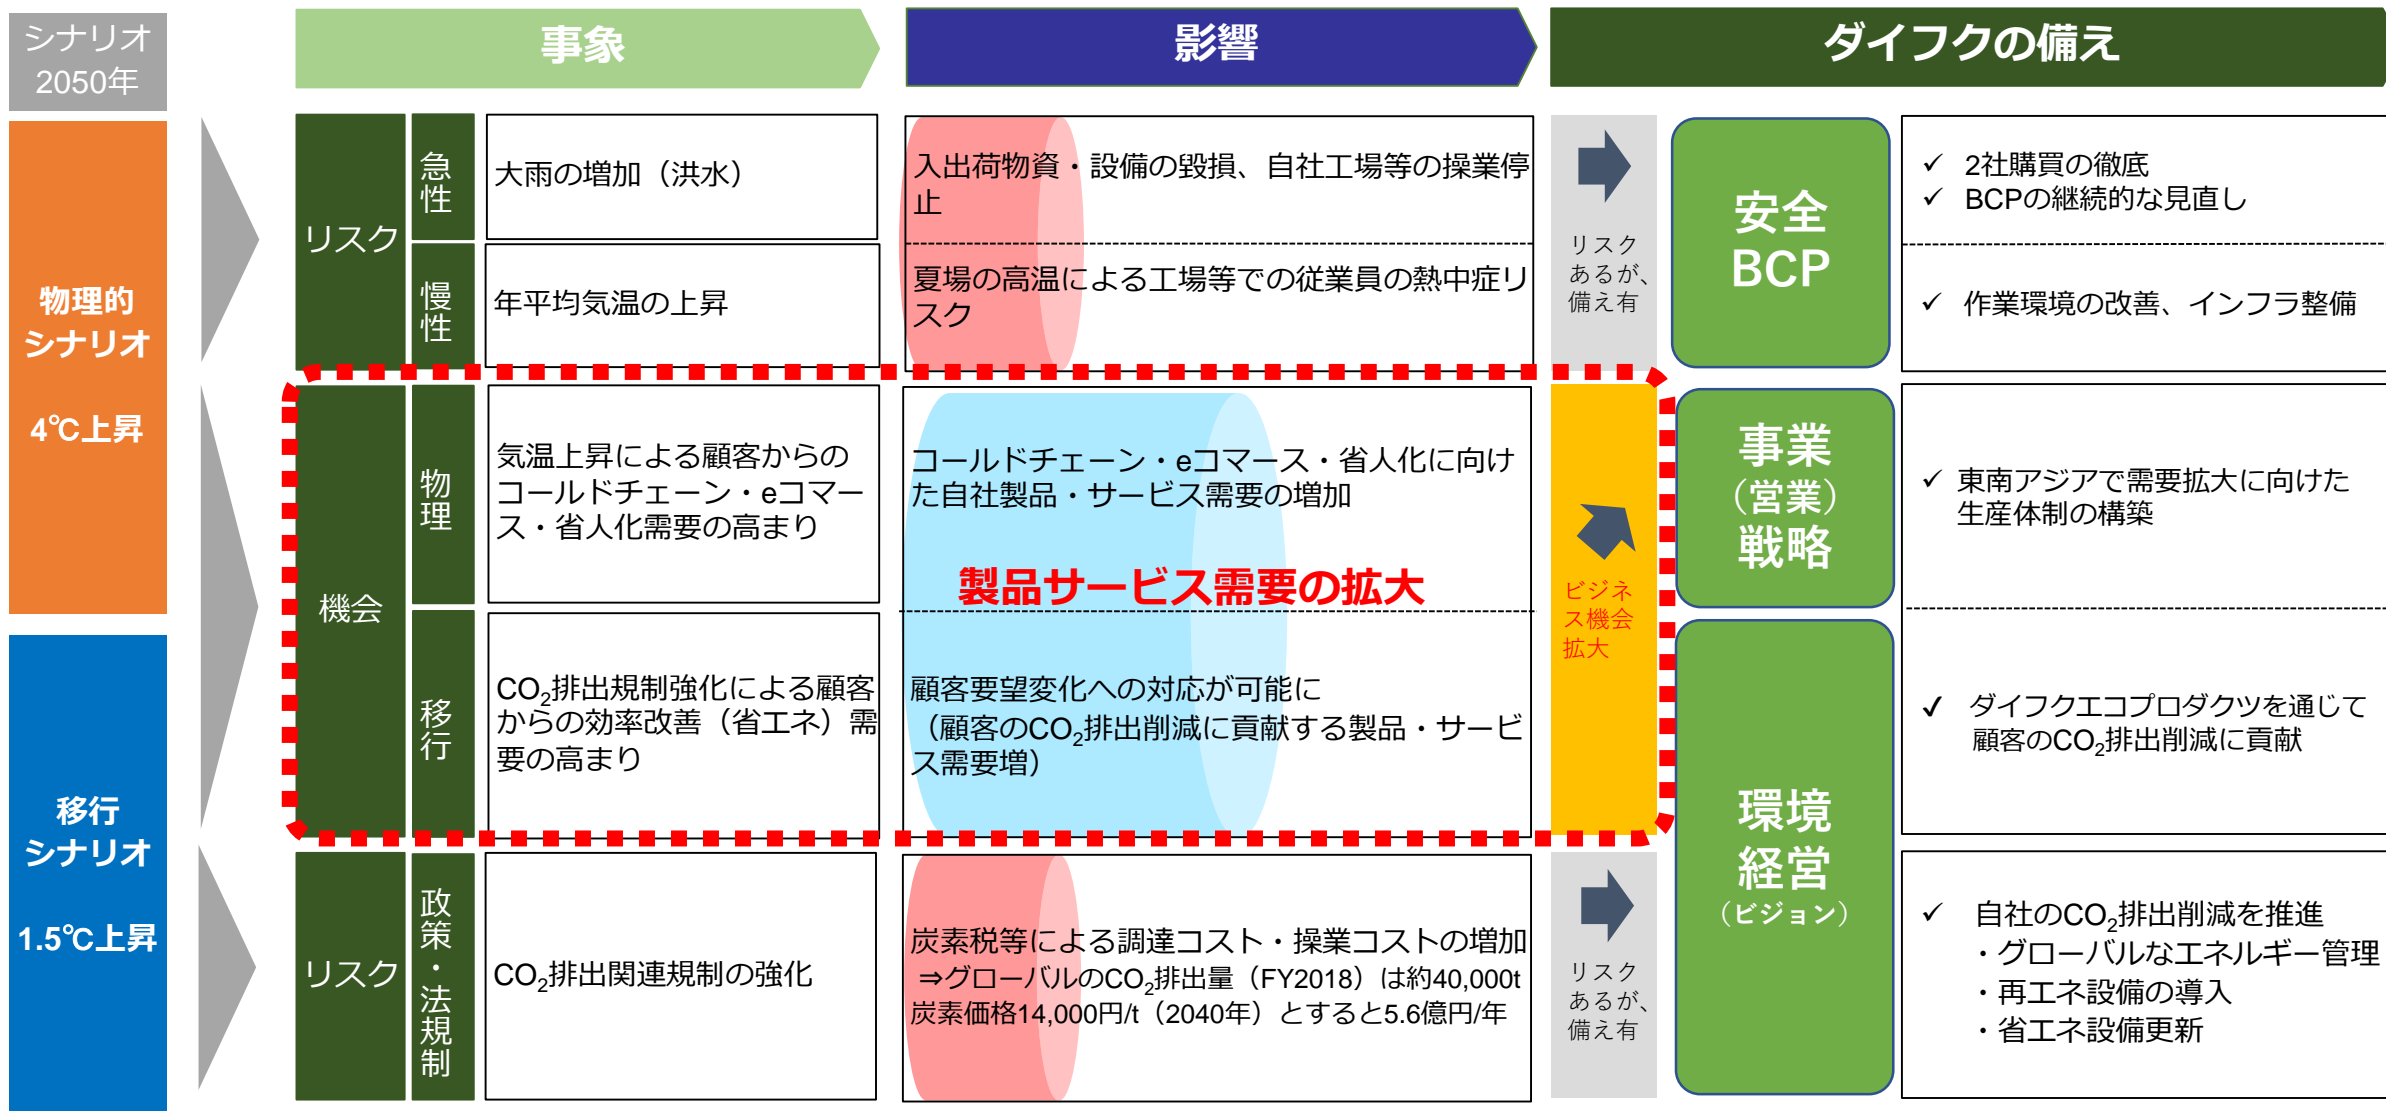 シナリオ
2050年
事象
影響
ダイフクの備え
物理的
シナリオ
4℃上昇
移行
シナリオ
1.5℃上昇
リスク
急性
大雨の増加（洪水）
入出荷物資・設備の毀損、自社工場等の操業停
止
慢性
年平均気温の上昇
夏場の高温による工場等での従業員の熱中症リ
スク
リスク
あるが、
備え有
安全
BCP
✓ 2社購買の徹底
✓ BCPの継続的な見直し
✓ 作業環境の改善、インフラ整備
機会
物理
気温上昇による顧客からの
コールドチェーン・eコマー
ス・省人化需要の高まり
コールドチェーン・eコマース・省人化に向け
た自社製品・サービス需要の増加
製品サービス需要の拡大
移行
CO₂排出規制強化による顧客
からの効率改善（省エネ）需
要の高まり
顧客要望変化への対応が可能に
（顧客のCO₂排出削減に貢献する製品・サービ
ス需要増）
ビジネ
ス機会
拡大
事業
（営業）
戦略
✓ 東南アジアで需要拡大に向けた
生産体制の構築
環境
経営
（ビジョン）
✓ ダイフクエコプロダクツを通じて
顧客のCO₂排出削減に貢献
リスク
政策・法規制
CO₂排出関連規制の強化
炭素税等による調達コスト・操業コストの増加
⇒グローバルのCO₂排出量（FY2018）は約40,000t
炭素価格14,000円/t（2040年）とすると5.6億円/年
リスク
あるが、
備え有
✓ 自社のCO₂排出削減を推進
・グローバルなエネルギー管理
・再エネ設備の導入
・省エネ設備更新